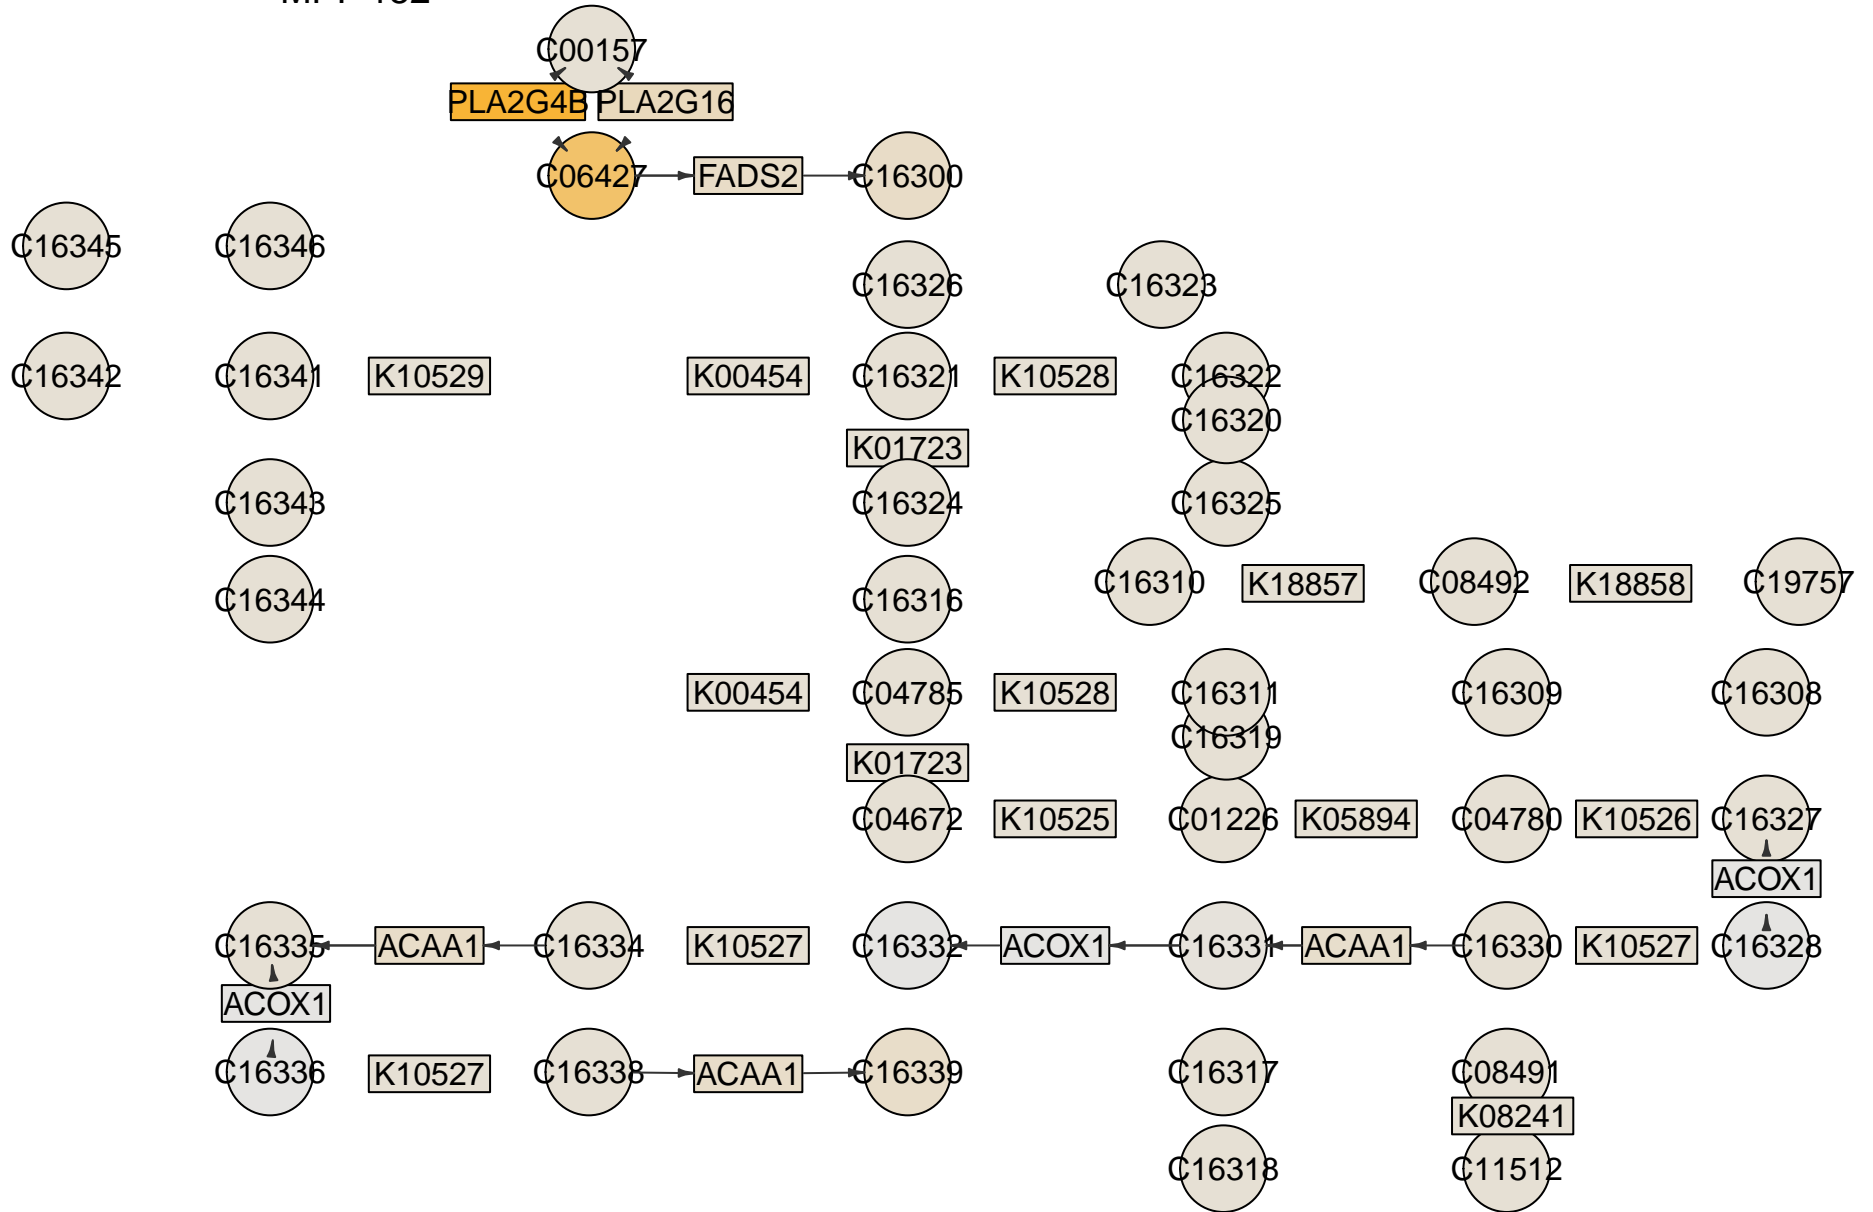 C00157
PLA2G4B PLA2G16
C06427 FADS2 C16300
C16345 C16346
C16326 C16323
C16342 C16341 K10529 K00454 C16321 K10528 C16322
C16320
K01723
C16343 C16324 C16325
C16310 K18857 C08492 K18858 C19757
C16344 C16316
K00454 C04785 K10528 C16311 C16309 C16308
C16319
K01723
C04672 K10525 C01226 K05894 C04780 K10526 C16327
ACOX1
C16335 ACAA1 C16334 K10527 C16332 ACOX1 C16331 ACAA1 C16330 K10527 C16328
ACOX1
C16336 K10527 C16338 ACAA1 C16339 C16317 C08491
K08241
C16318 C11512